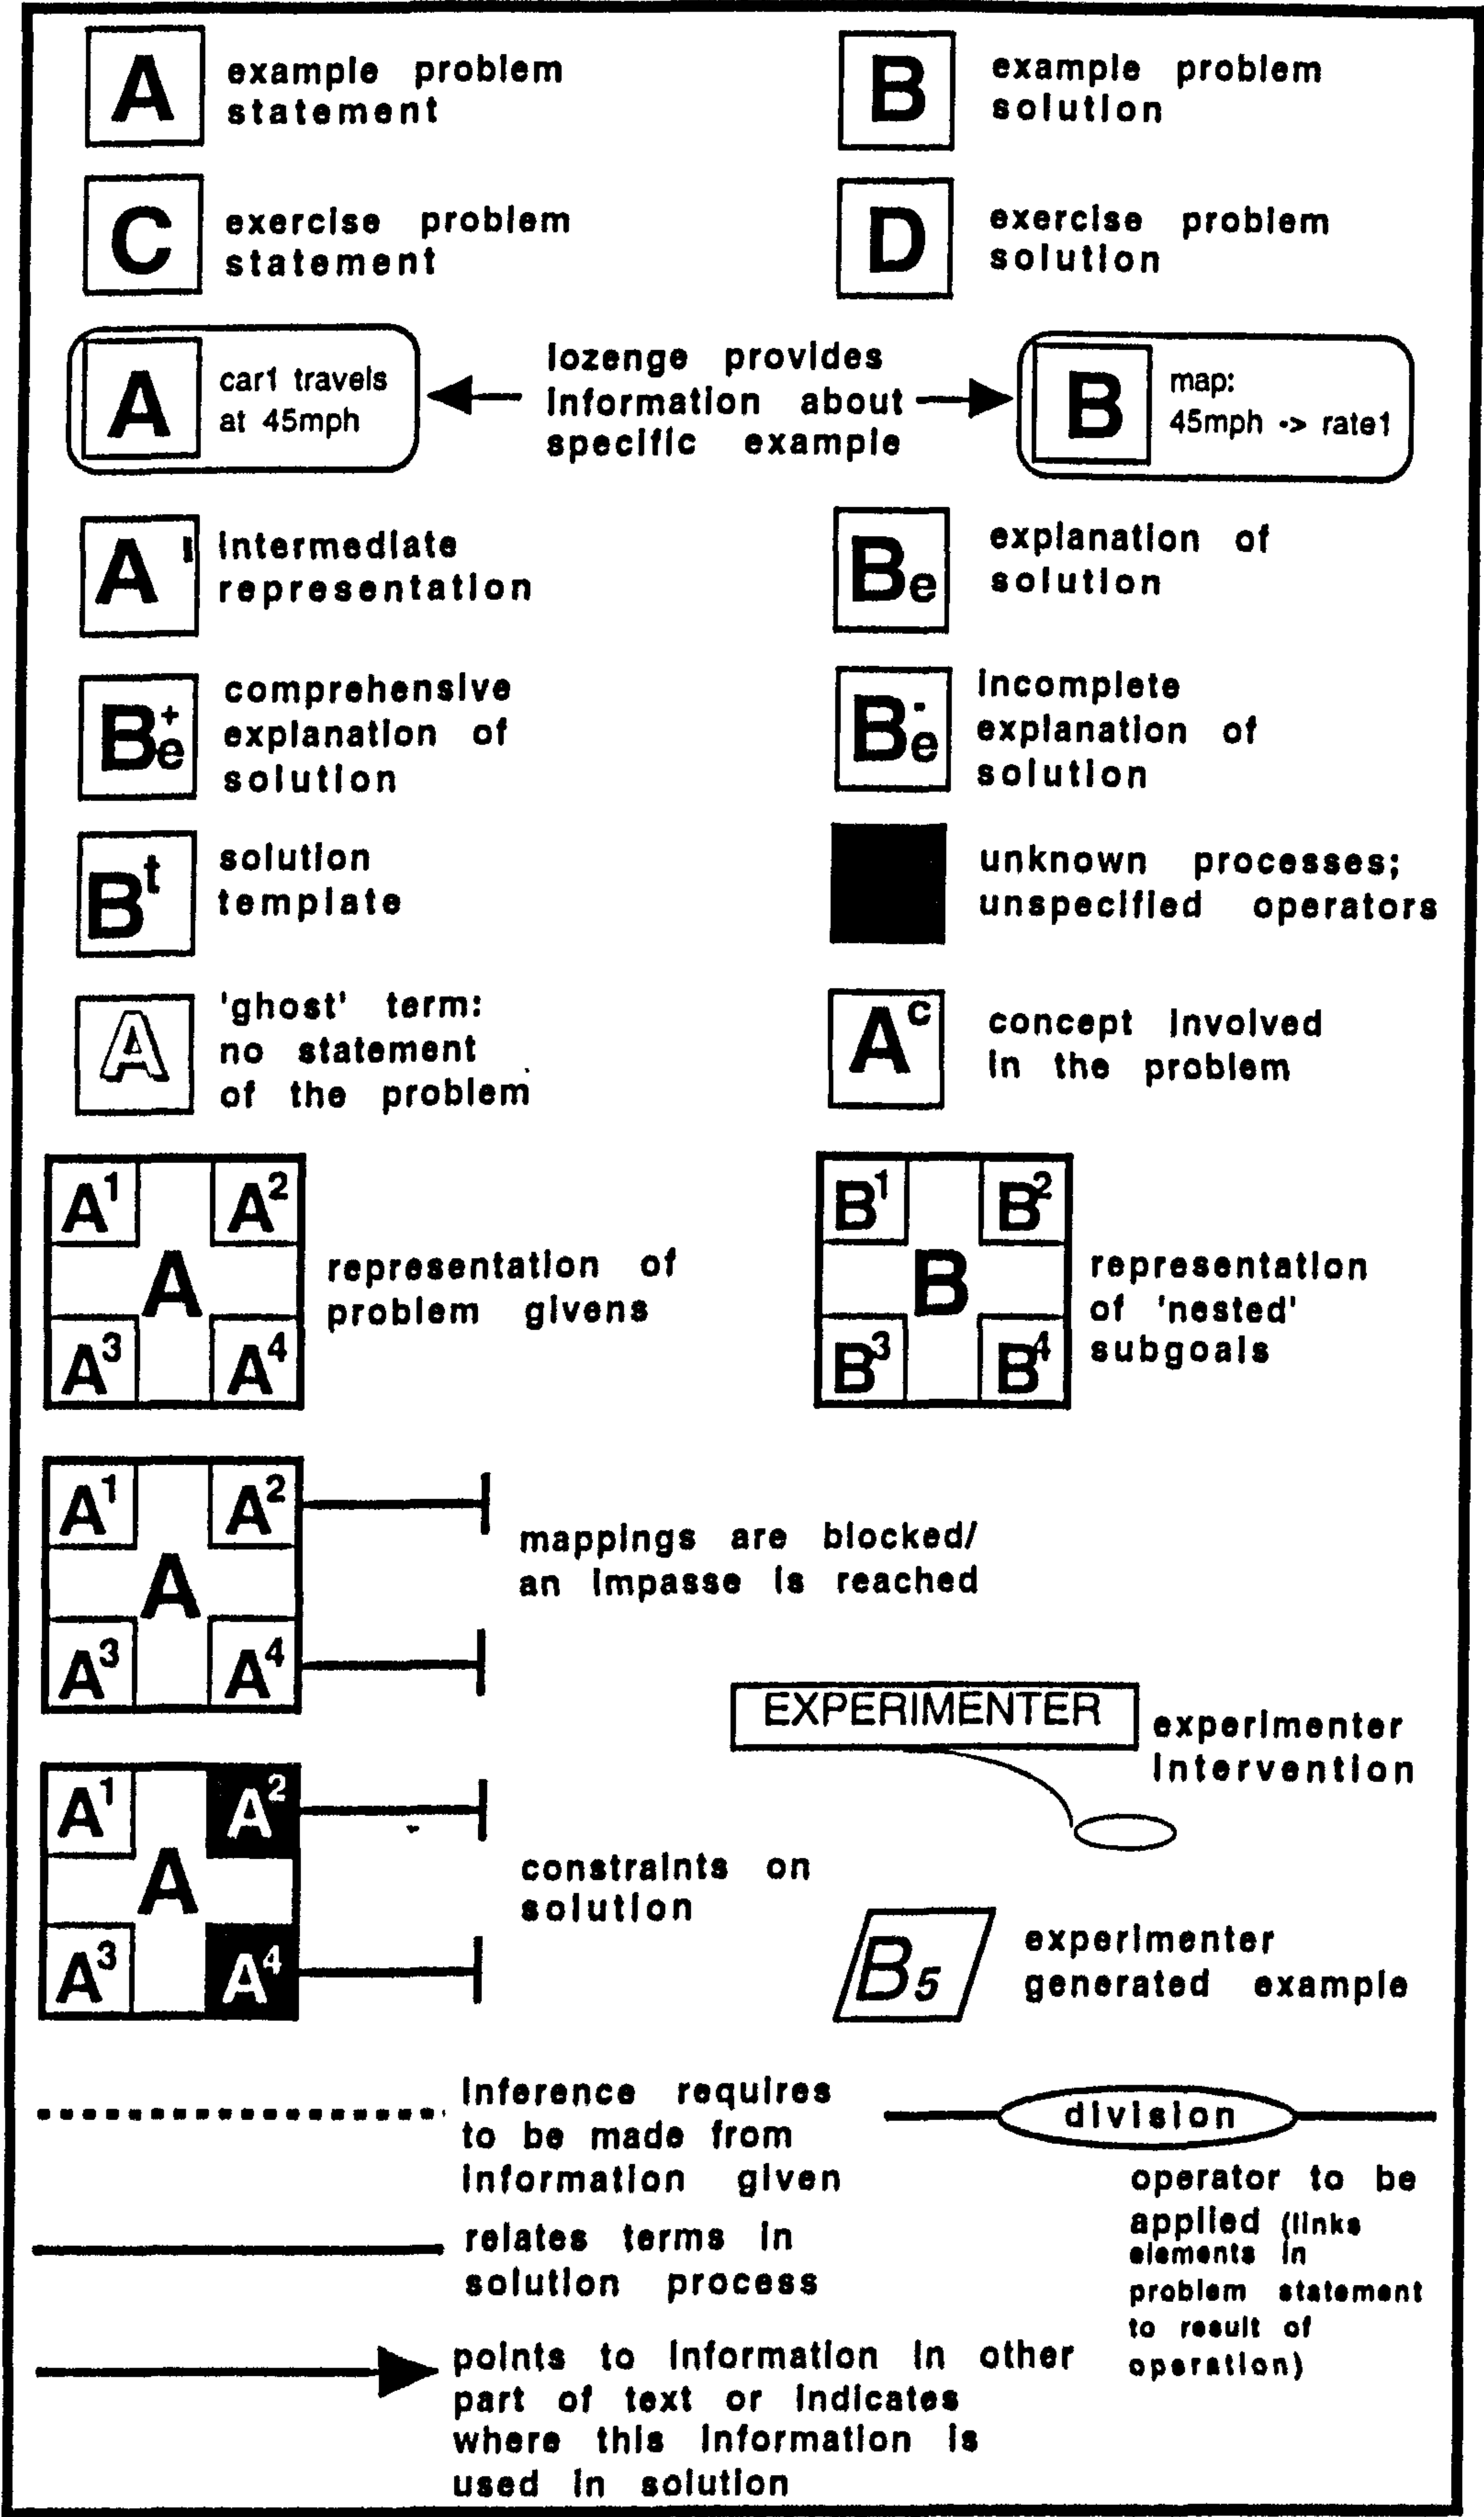 A
example problem
statement
B
example problem
solution
C
exercise problem
statement
D
exercise problem
solution
A
car1 travels
at 45mph
lozenge provides
information about
specific example
B
map:
45mph -> rate1
A'
intermediate
representation
Be
explanation of
solution
B+e
comprehensive
explanation of
solution
B-e
incomplete
explanation of
solution
Bt
solution
template
unknown processes;
unspecified operators
A
'ghost' term:
no statement
of the problem
Ac
concept involved
in the problem
A1 A2
A
A3 A4
representation of
problem givens
B1 B2
B
B3 B4
representation
of 'nested'
subgoals
A1 A2
A
A3 A4
mappings are blocked/
an impasse is reached
EXPERIMENTER
experimenter
intervention
A1 A2
A
A3 A4
constraints on
solution
B5
experimenter
generated example
inference requires
to be made from
information given
division
operator to be
applied (links
elements in
problem statement
to result of
operation)
relates terms in
solution process
points to information in other
part of text or indicates
where this information is
used in solution